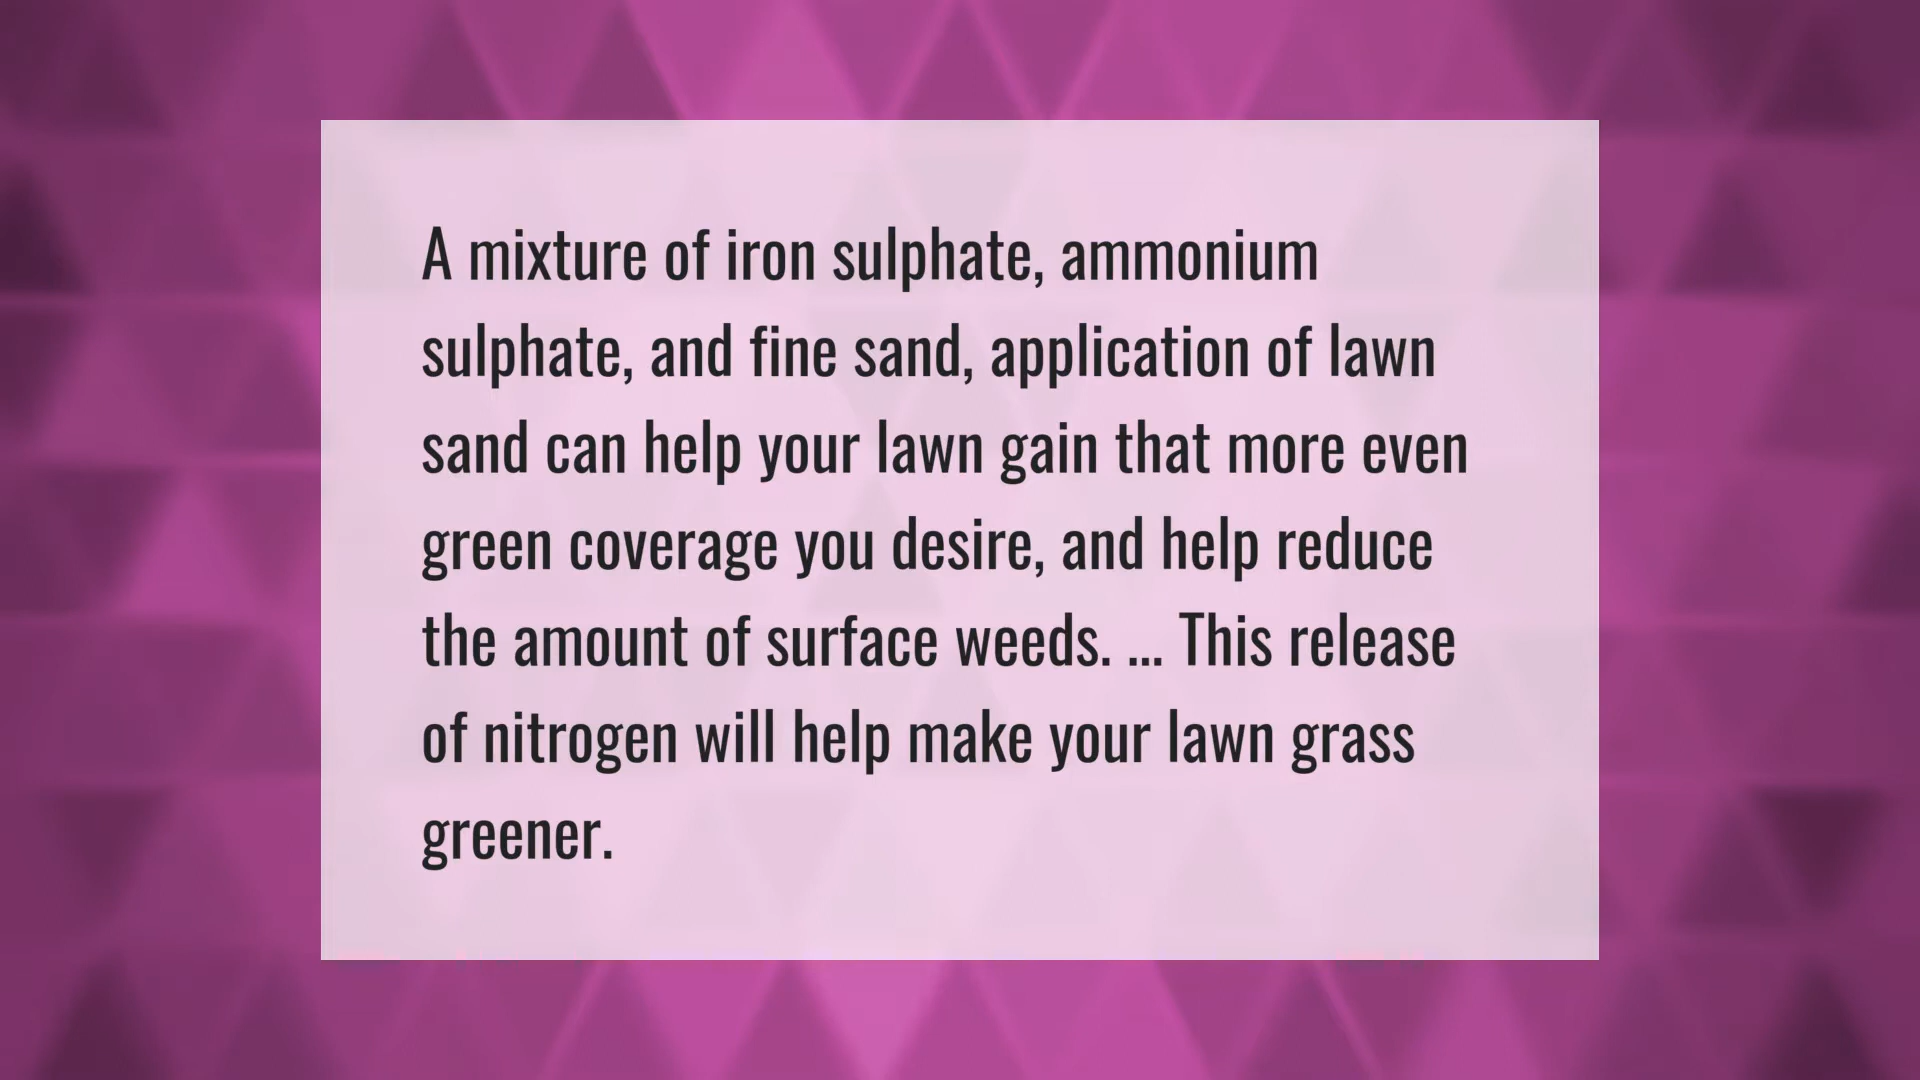 A mixture of iron sulphate, ammonium
sulphate, and fine sand, application of lawn
sand can help your lawn gain that more even
green coverage you desire, and help reduce
the amount of surface weeds. ... This release
of nitrogen will help make your lawn grass
greener.